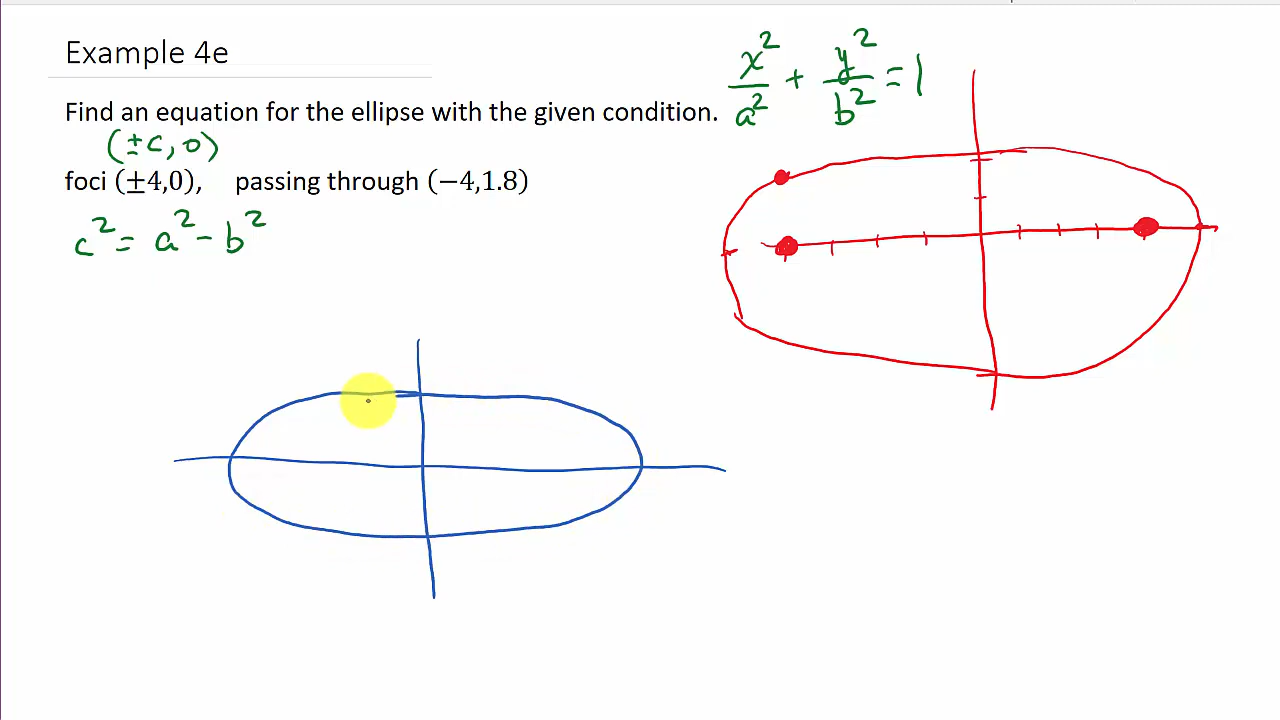 Example 4e
x²/a² + y²/b² = 1
Find an equation for the ellipse with the given condition.
(±c, 0)
foci (±4,0), passing through (−4,1.8)
c² = a² − b²